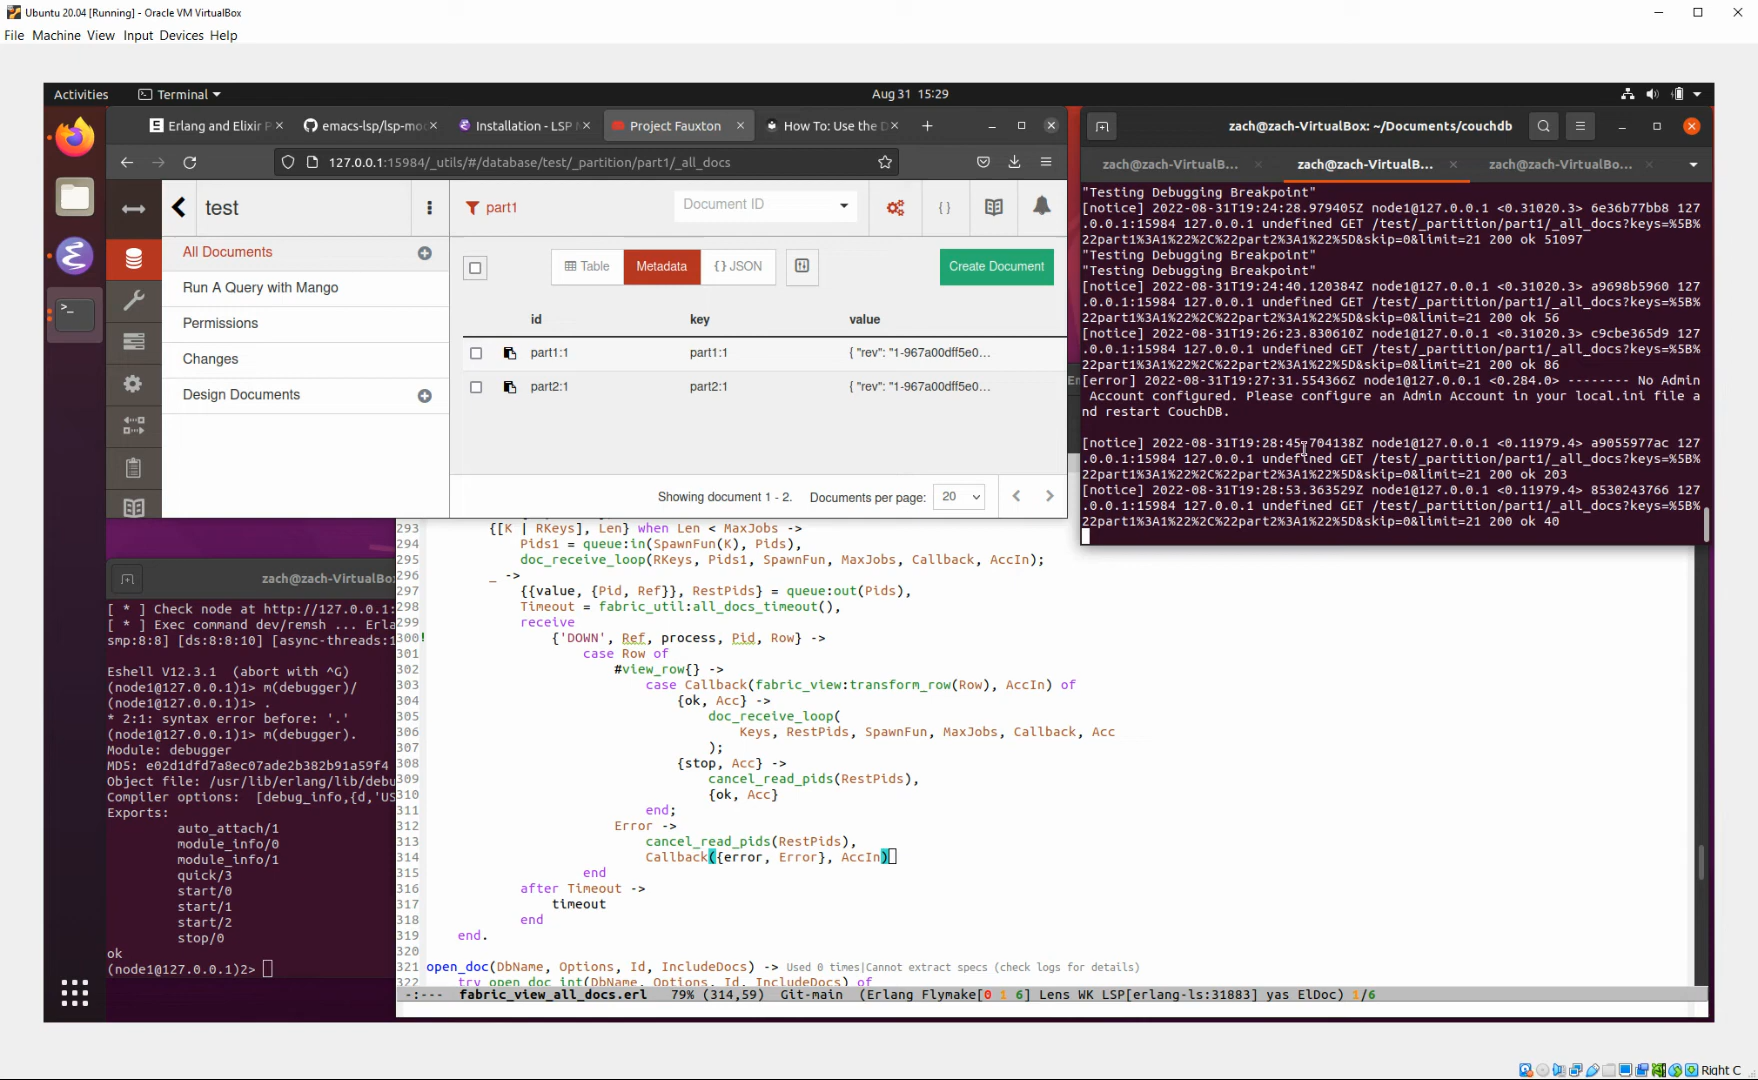 Ubuntu 20.04 [Running] - Oracle VM VirtualBox
File Machine View Input Devices Help
Activities Terminal Aug 31 15:29
Erlang and Elixir P
emacs-lsp/lsp-mod
Installation - LSP M
Project Fauxton
How To: Use the D
127.0.0.1:15984/_utils/#/database/test/_partition/part1/_all_docs
test
part1
Document ID
{ }
All Documents
Run A Query with Mango
Permissions
Changes
Design Documents
Table
Metadata
{ } JSON
Create Document
id key value
part1:1 part1:1 { "rev": "1-967a00dff5e0...
part2:1 part2:1 { "rev": "1-967a00dff5e0...
Showing document 1 - 2. Documents per page: 20
zach@zach-VirtualBox: ~/Documents/couchdb
zach@zach-VirtualB... zach@zach-VirtualB... zach@zach-VirtualBo...
"Testing Debugging Breakpoint"
[notice] 2022-08-31T19:24:28.979405Z node1@127.0.0.1 <0.31020.3> 6e36b77bb8 127
.0.0.1:15984 127.0.0.1 undefined GET /test/_partition/part1/_all_docs?keys=%5B%
22part1%3A1%22%2C%22part2%3A1%22%5D&skip=0&limit=21 200 ok 51097
"Testing Debugging Breakpoint"
"Testing Debugging Breakpoint"
[notice] 2022-08-31T19:24:40.120384Z node1@127.0.0.1 <0.31020.3> a9698b5960 127
.0.0.1:15984 127.0.0.1 undefined GET /test/_partition/part1/_all_docs?keys=%5B%
22part1%3A1%22%2C%22part2%3A1%22%5D&skip=0&limit=21 200 ok 56
[notice] 2022-08-31T19:26:23.830610Z node1@127.0.0.1 <0.31020.3> c9cbe365d9 127
.0.0.1:15984 127.0.0.1 undefined GET /test/_partition/part1/_all_docs?keys=%5B%
22part1%3A1%22%2C%22part2%3A1%22%5D&skip=0&limit=21 200 ok 86
[error] 2022-08-31T19:27:31.554366Z node1@127.0.0.1 <0.284.0> -------- No Admin
Account configured. Please configure an Admin Account in your local.ini file a
nd restart CouchDB.
[notice] 2022-08-31T19:28:45.704138Z node1@127.0.0.1 <0.11979.4> a9055977ac 127
.0.0.1:15984 127.0.0.1 undefined GET /test/_partition/part1/_all_docs?keys=%5B%
22part1%3A1%22%2C%22part2%3A1%22%5D&skip=0&limit=21 200 ok 203
[notice] 2022-08-31T19:28:53.363529Z node1@127.0.0.1 <0.11979.4> 8530243766 127
.0.0.1:15984 127.0.0.1 undefined GET /test/_partition/part1/_all_docs?keys=%5B%
22part1%3A1%22%2C%22part2%3A1%22%5D&skip=0&limit=21 200 ok 40
zach@zach-VirtualBox
[ * ] Check node at http://127.0.0.1:
[ * ] Exec command dev/remsh ... Erla
smp:8:8] [ds:8:8:10] [async-threads:1
Eshell V12.3.1 (abort with ^G)
(node1@127.0.0.1)1> m(debugger)/
(node1@127.0.0.1)1> .
* 2:1: syntax error before: '.'
(node1@127.0.0.1)1> m(debugger).
Module: debugger
MD5: e02d1dfd7a8ec07ade2b382b91a59f4
Object file: /usr/lib/erlang/lib/debu
Compiler options: [debug_info,{d,'US
Exports:
auto_attach/1
module_info/0
module_info/1
quick/3
start/0
start/1
start/2
stop/0
ok
(node1@127.0.0.1)2>
293 {[K | RKeys], Len} when Len < MaxJobs ->
294 Pids1 = queue:in(SpawnFun(K), Pids),
295 doc_receive_loop(RKeys, Pids1, SpawnFun, MaxJobs, Callback, AccIn);
296 _ ->
297 {{value, {Pid, Ref}}, RestPids} = queue:out(Pids),
298 Timeout = fabric_util:all_docs_timeout(),
299 receive
300! {'DOWN', Ref, process, Pid, Row} ->
301 case Row of
302 #view_row{} ->
303 case Callback(fabric_view:transform_row(Row), AccIn) of
304 {ok, Acc} ->
305 doc_receive_loop(
306 Keys, RestPids, SpawnFun, MaxJobs, Callback, Acc
307 );
308 {stop, Acc} ->
309 cancel_read_pids(RestPids),
310 {ok, Acc}
311 end;
312 Error ->
313 cancel_read_pids(RestPids),
314 Callback({error, Error}, AccIn)
315 end
316 after Timeout ->
317 timeout
318 end
319 end.
320
321 open_doc(DbName, Options, Id, IncludeDocs) -> Used 0 times|Cannot extract specs (check logs for details)
322 try open_doc_int(DbName, Options, Id, IncludeDocs) of
-:--- fabric_view_all_docs.erl 79% (314,59) Git-main (Erlang Flymake[0 1 6] Lens WK LSP[erlang-ls:31883] yas ElDoc) 1/6
Right C